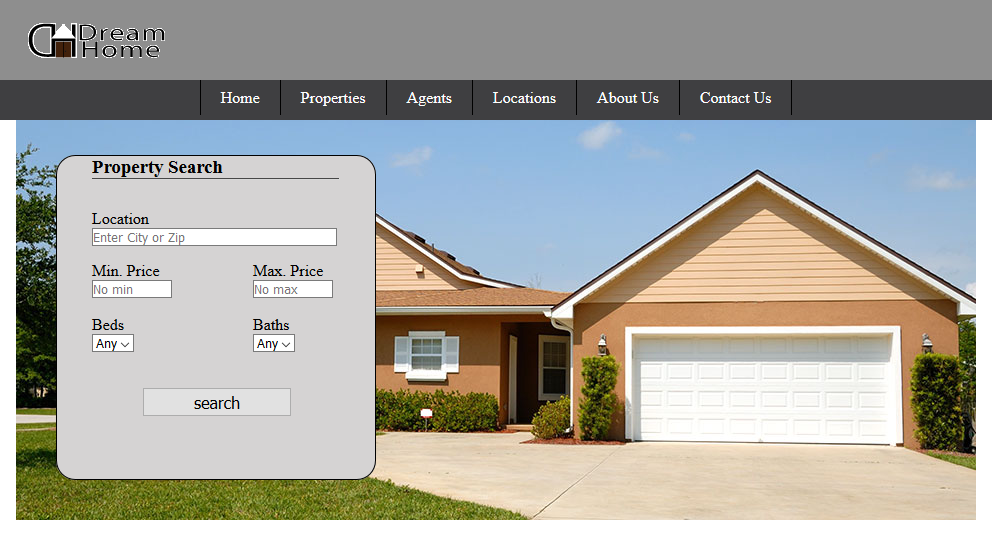 Dream
Home
Home Properties Agents Locations About Us Contact Us
Property Search
Location
Enter City or Zip
Min. Price Max. Price
No min No max
Beds Baths
Any Any
search